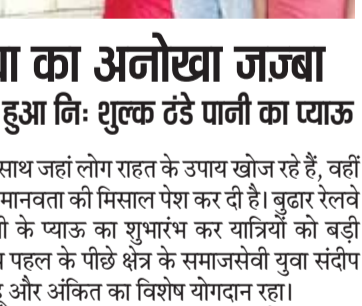 का अनोखा जज़्बा
हुआ निः शुल्क ठंडे पानी का प्याऊ
साथ जहां लोग राहत के उपाय खोज रहे हैं, वहीं
मानवता की मिसाल पेश कर दी है। बुढार रेलवे
के प्याऊ का शुभारंभ कर यात्रियों को बड़ी
पहल के पीछे क्षेत्र के समाजसेवी युवा संदीप
और अंकित का विशेष योगदान रहा।